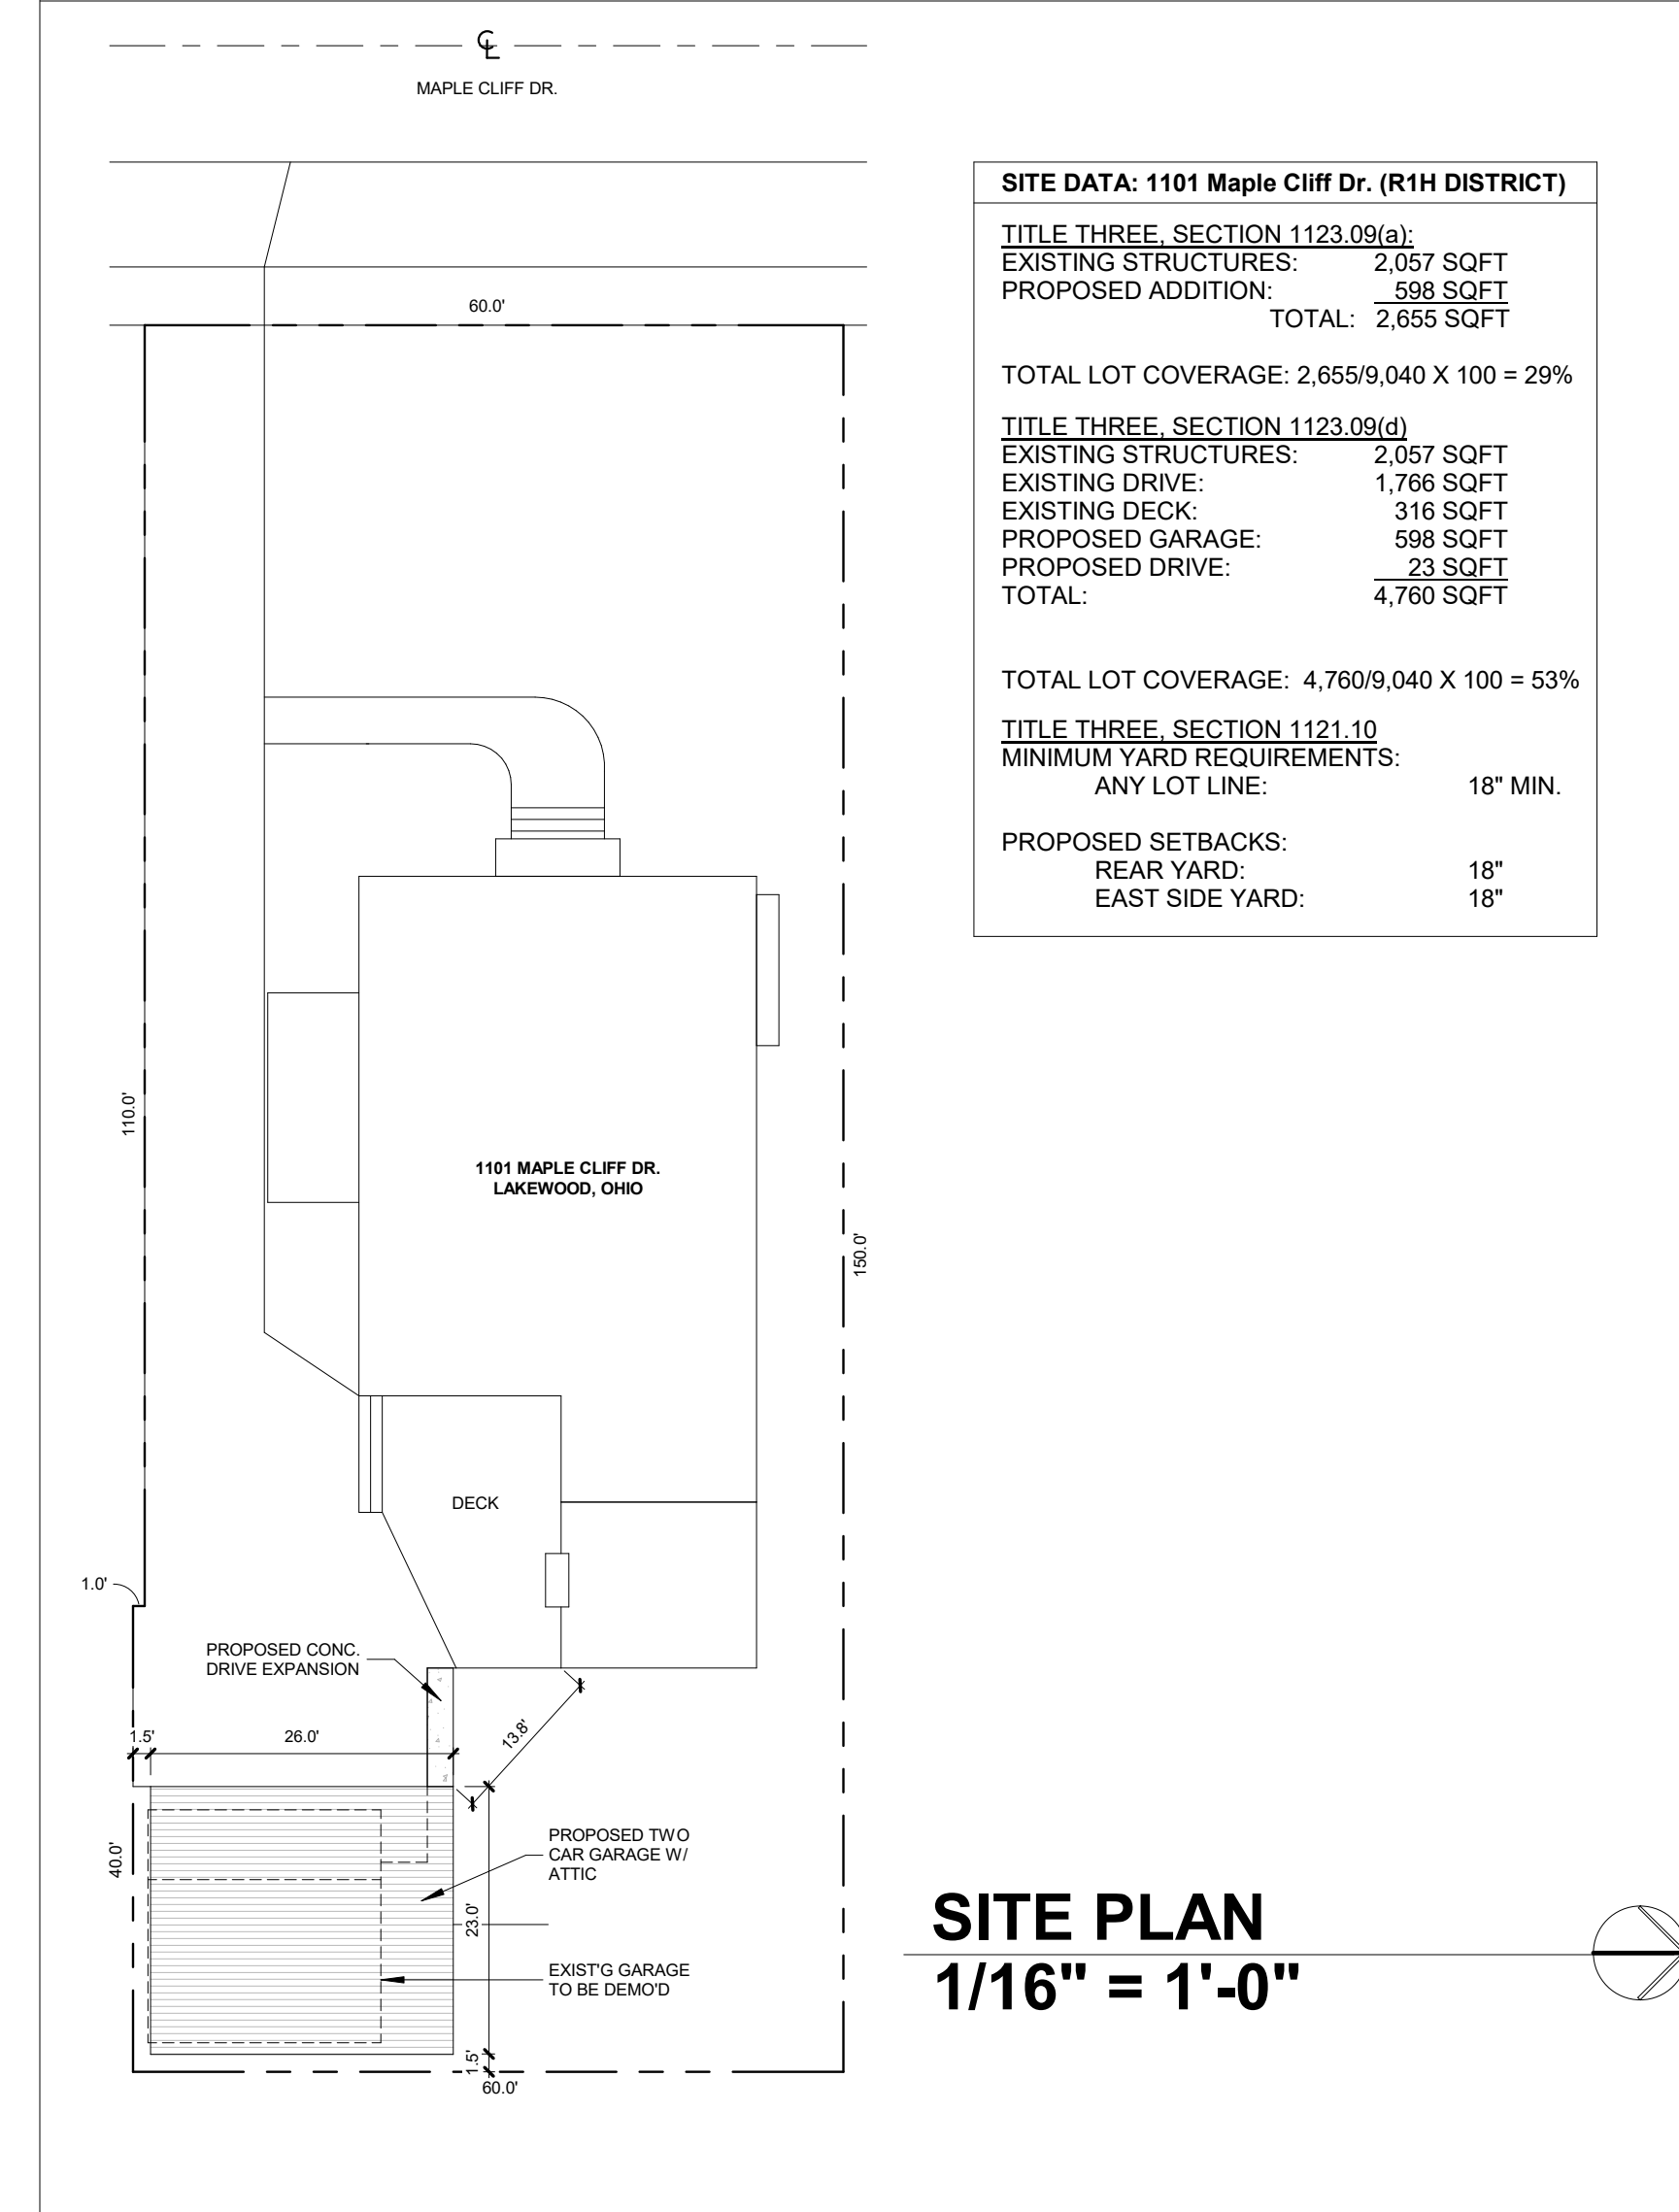 ℄
MAPLE CLIFF DR.
60.0'
SITE DATA: 1101 Maple Cliff Dr. (R1H DISTRICT)
TITLE THREE, SECTION 1123.09(a):
EXISTING STRUCTURES: 2,057 SQFT
PROPOSED ADDITION: 598 SQFT
TOTAL: 2,655 SQFT
TOTAL LOT COVERAGE: 2,655/9,040 X 100 = 29%
TITLE THREE, SECTION 1123.09(d)
EXISTING STRUCTURES: 2,057 SQFT
EXISTING DRIVE: 1,766 SQFT
EXISTING DECK: 316 SQFT
PROPOSED GARAGE: 598 SQFT
PROPOSED DRIVE: 23 SQFT
TOTAL: 4,760 SQFT
TOTAL LOT COVERAGE: 4,760/9,040 X 100 = 53%
TITLE THREE, SECTION 1121.10
MINIMUM YARD REQUIREMENTS:
ANY LOT LINE: 18" MIN.
PROPOSED SETBACKS:
REAR YARD: 18"
EAST SIDE YARD: 18"
110.0'
1101 MAPLE CLIFF DR.
LAKEWOOD, OHIO
150.0'
DECK
1.0'
PROPOSED CONC.
DRIVE EXPANSION
1.5'
26.0'
13.8'
40.0'
PROPOSED TWO
CAR GARAGE W/
ATTIC
23.0'
EXIST'G GARAGE
TO BE DEMO'D
1.5'
60.0'
SITE PLAN
1/16" = 1'-0"